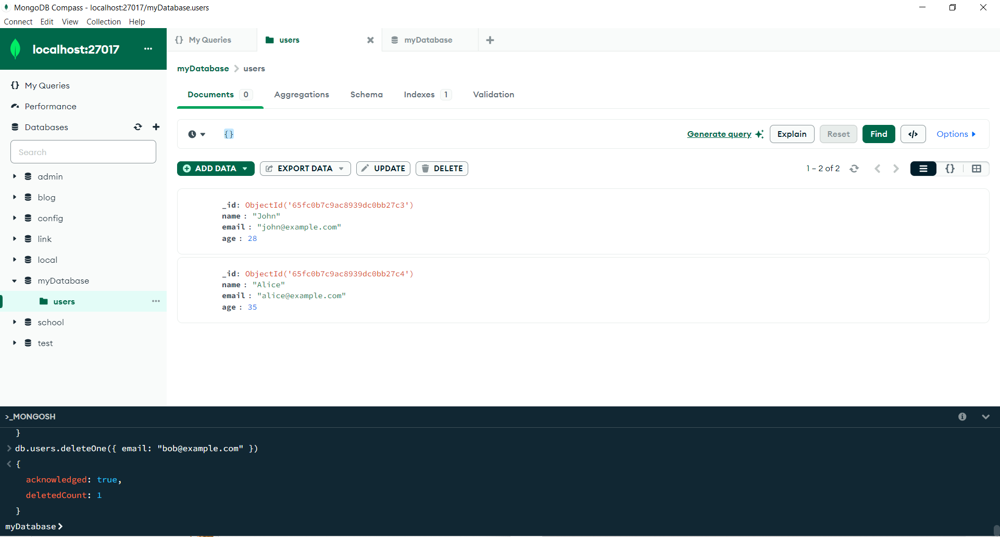 MongoDB Compass - localhost:27017/myDatabase.users
Connect Edit View Collection Help
localhost:27017 ...
{} My Queries
users
myDatabase
My Queries
Performance
Databases
Search
admin
blog
config
link
local
myDatabase
users
school
test
myDatabase > users
Documents 0 Aggregations Schema Indexes 1 Validation
{} Generate query Explain Reset Find </> Options
ADD DATA EXPORT DATA UPDATE DELETE 1 – 2 of 2 {}
_id: ObjectId('65fc0b7c9ac8939dc0bb27c3')
name : "John"
email : "john@example.com"
age : 28
_id: ObjectId('65fc0b7c9ac8939dc0bb27c4')
name : "Alice"
email : "alice@example.com"
age : 35
>_MONGOSH
}
> db.users.deleteOne({ email: "bob@example.com" })
< {
acknowledged: true,
deletedCount: 1
}
myDatabase>